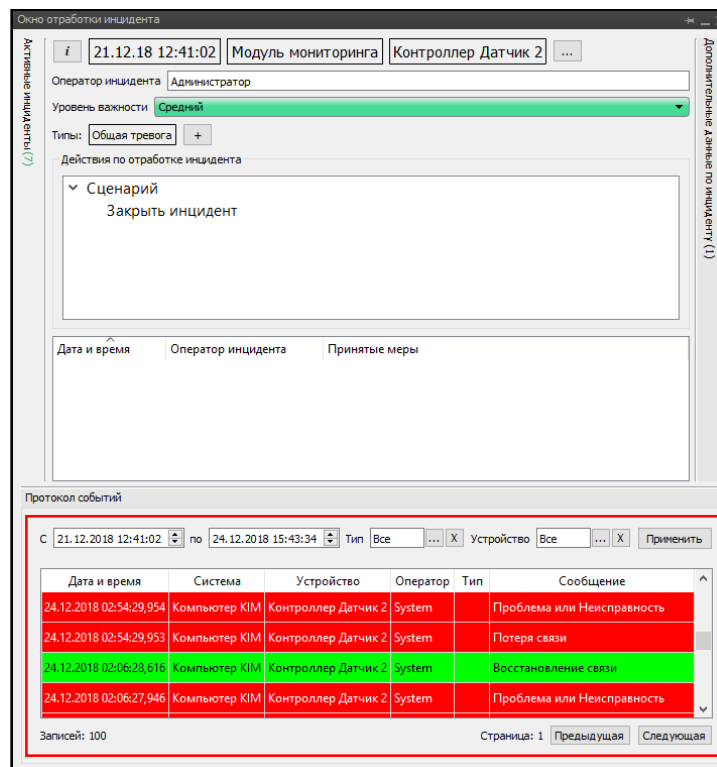 Окно отработки инцидента
Активные инциденты (7)
i 21.12.18 12:41:02 Модуль мониторинга Контроллер Датчик 2 ...
Оператор инцидента Администратор
Уровень важности Средний
Типы: Общая тревога +
Действия по отработке инцидента
Сценарий
Закрыть инцидент
Дата и время Оператор инцидента Принятые меры
Дополнительные данные по инциденту (1)
Протокол событий
С 21.12.2018 12:41:02 по 24.12.2018 15:43:34 Тип Все ... X Устройство Все ... X Применить
Дата и время Система Устройство Оператор Тип Сообщение
24.12.2018 02:54:29,954 Компьютер KIM Контроллер Датчик 2 System Проблема или Неисправность
24.12.2018 02:54:29,953 Компьютер KIM Контроллер Датчик 2 System Потеря связи
24.12.2018 02:06:28,616 Компьютер KIM Контроллер Датчик 2 System Восстановление связи
24.12.2018 02:06:27,946 Компьютер KIM Контроллер Датчик 2 System Проблема или Неисправность
Записей: 100 Страница: 1 Предыдущая Следующая